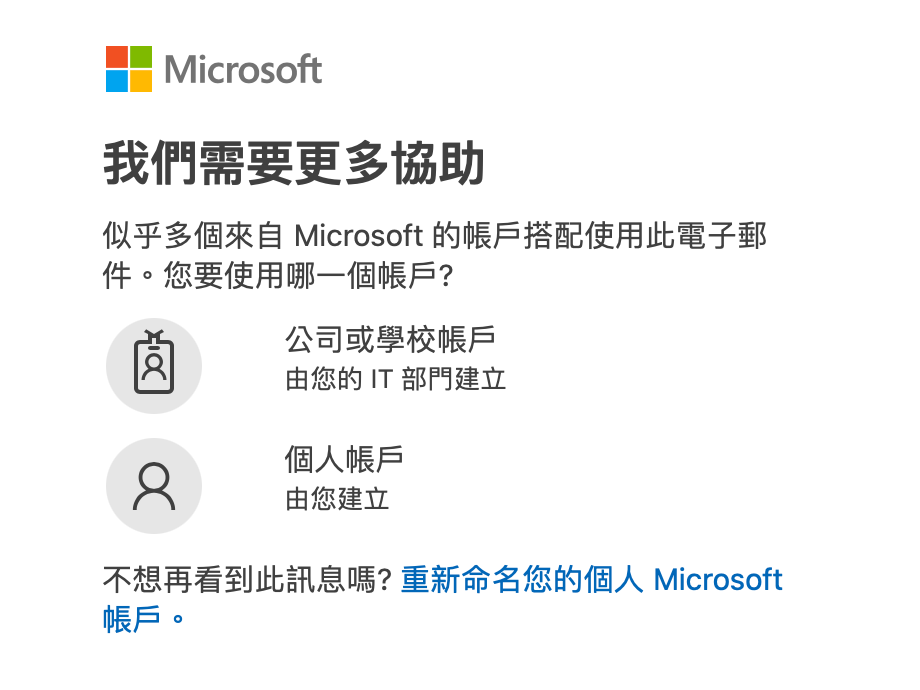 Microsoft
我們需要更多協助
似乎多個來自 Microsoft 的帳戶搭配使用此電子郵
件。您要使用哪一個帳戶?
公司或學校帳戶
由您的 IT 部門建立
個人帳戶
由您建立
不想再看到此訊息嗎? 重新命名您的個人 Microsoft
帳戶。